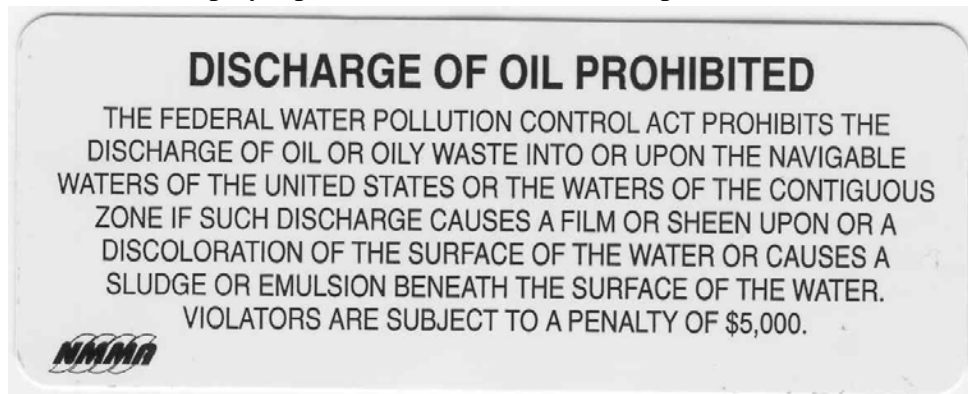 DISCHARGE OF OIL PROHIBITED
THE FEDERAL WATER POLLUTION CONTROL ACT PROHIBITS THE
DISCHARGE OF OIL OR OILY WASTE INTO OR UPON THE NAVIGABLE
WATERS OF THE UNITED STATES OR THE WATERS OF THE CONTIGUOUS
ZONE IF SUCH DISCHARGE CAUSES A FILM OR SHEEN UPON OR A
DISCOLORATION OF THE SURFACE OF THE WATER OR CAUSES A
SLUDGE OR EMULSION BENEATH THE SURFACE OF THE WATER.
VIOLATORS ARE SUBJECT TO A PENALTY OF $5,000.
NMMA